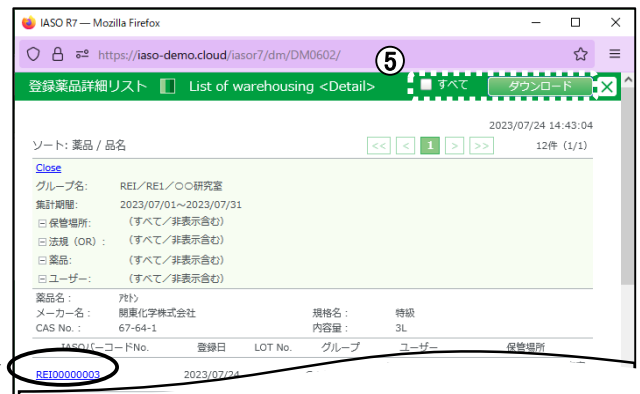 IASO R7 — Mozilla Firefox
https://iaso-demo.cloud/iasor7/dm/DM0602/
⑤
登録薬品詳細リスト List of warehousing <Detail> すべて ダウンロード
2023/07/24 14:43:04
ソート: 薬品 / 品名 << < 1 > >> 12件 (1/1)
Close
グループ名: REI／RE1／○○研究室
集計期間: 2023/07/01～2023/07/31
保管場所: (すべて／非表示含む)
法規 (OR) : (すべて／非表示含む)
薬品: (すべて／非表示含む)
ユーザー: (すべて／非表示含む)
薬品名 : ｱｾﾄﾝ
メーカー名 : 関東化学株式会社 規格名 : 特級
CAS No. : 67-64-1 内容量 : 3L
IASOバーコードNo. 登録日 LOT No. グループ ユーザー 保管場所
REI00000003 2023/07/24